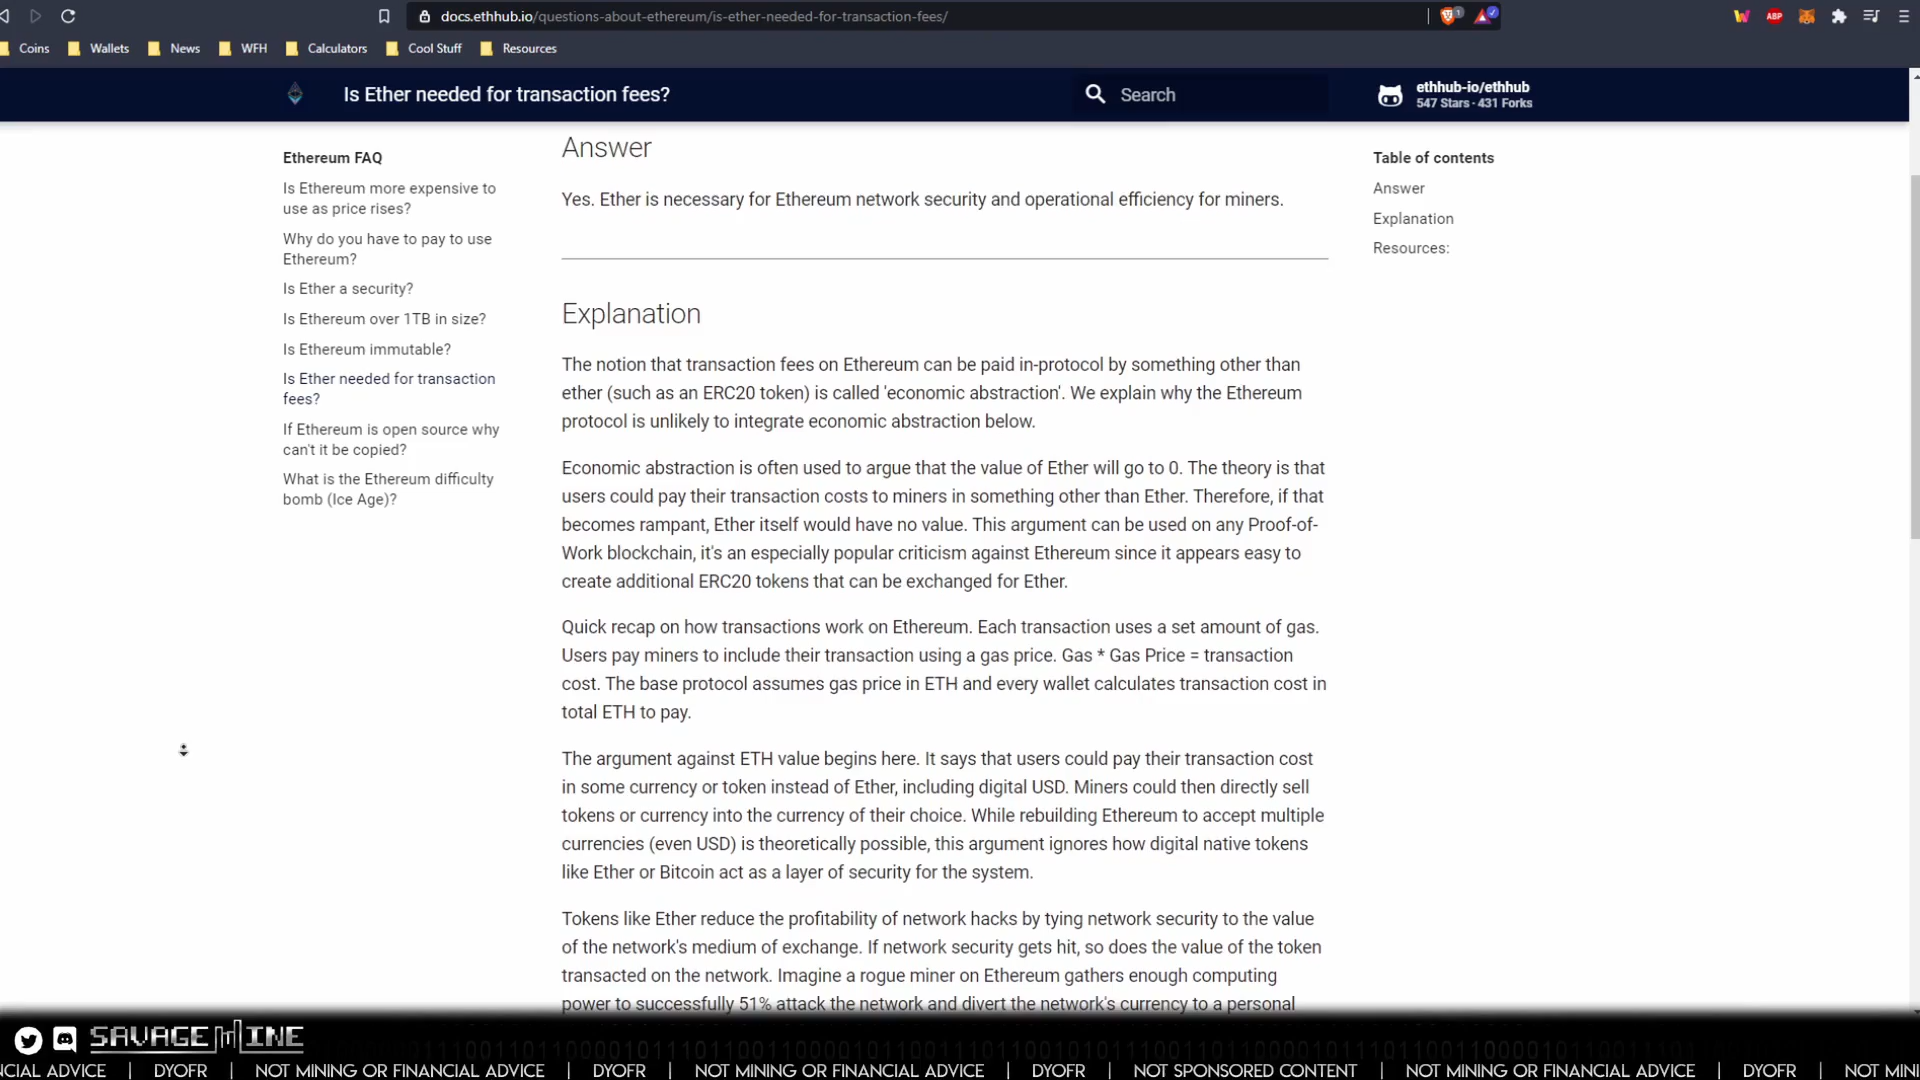 docs.ethhub.io/questions-about-ethereum/is-ether-needed-for-transaction-fees/
1
ABP
Coins
Wallets
News
WFH
Calculators
Cool Stuff
Resources
Is Ether needed for transaction fees?
Search
ethhub-io/ethhub
547 Stars · 431 Forks
Ethereum FAQ
Is Ethereum more expensive to
use as price rises?
Why do you have to pay to use
Ethereum?
Is Ether a security?
Is Ethereum over 1TB in size?
Is Ethereum immutable?
Is Ether needed for transaction
fees?
If Ethereum is open source why
can't it be copied?
What is the Ethereum difficulty
bomb (Ice Age)?
Answer
Yes. Ether is necessary for Ethereum network security and operational efficiency for miners.
Explanation
The notion that transaction fees on Ethereum can be paid in-protocol by something other than
ether (such as an ERC20 token) is called 'economic abstraction'. We explain why the Ethereum
protocol is unlikely to integrate economic abstraction below.
Economic abstraction is often used to argue that the value of Ether will go to 0. The theory is that
users could pay their transaction costs to miners in something other than Ether. Therefore, if that
becomes rampant, Ether itself would have no value. This argument can be used on any Proof-of-
Work blockchain, it's an especially popular criticism against Ethereum since it appears easy to
create additional ERC20 tokens that can be exchanged for Ether.
Quick recap on how transactions work on Ethereum. Each transaction uses a set amount of gas.
Users pay miners to include their transaction using a gas price. Gas * Gas Price = transaction
cost. The base protocol assumes gas price in ETH and every wallet calculates transaction cost in
total ETH to pay.
The argument against ETH value begins here. It says that users could pay their transaction cost
in some currency or token instead of Ether, including digital USD. Miners could then directly sell
tokens or currency into the currency of their choice. While rebuilding Ethereum to accept multiple
currencies (even USD) is theoretically possible, this argument ignores how digital native tokens
like Ether or Bitcoin act as a layer of security for the system.
Tokens like Ether reduce the profitability of network hacks by tying network security to the value
of the network's medium of exchange. If network security gets hit, so does the value of the token
transacted on the network. Imagine a rogue miner on Ethereum gathers enough computing
power to successfully 51% attack the network and divert the network's currency to a personal
Table of contents
Answer
Explanation
Resources:
SAVAGE MINE
NCIAL ADVICE | DYOFR | NOT MINING OR FINANCIAL ADVICE | DYOFR | NOT MINING OR FINANCIAL ADVICE | DYOFR | NOT SPONSORED CONTENT | NOT MINING OR FINANCIAL ADVICE | DYOFR | NOT MINI